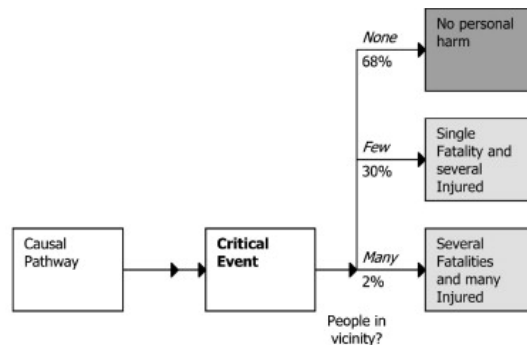 None
68%
No personal
harm
Few
30%
Single
Fatality and
several
Injured
Causal
Pathway
Critical
Event
Many
2%
Several
Fatalities
and many
Injured
People in
vicinity?